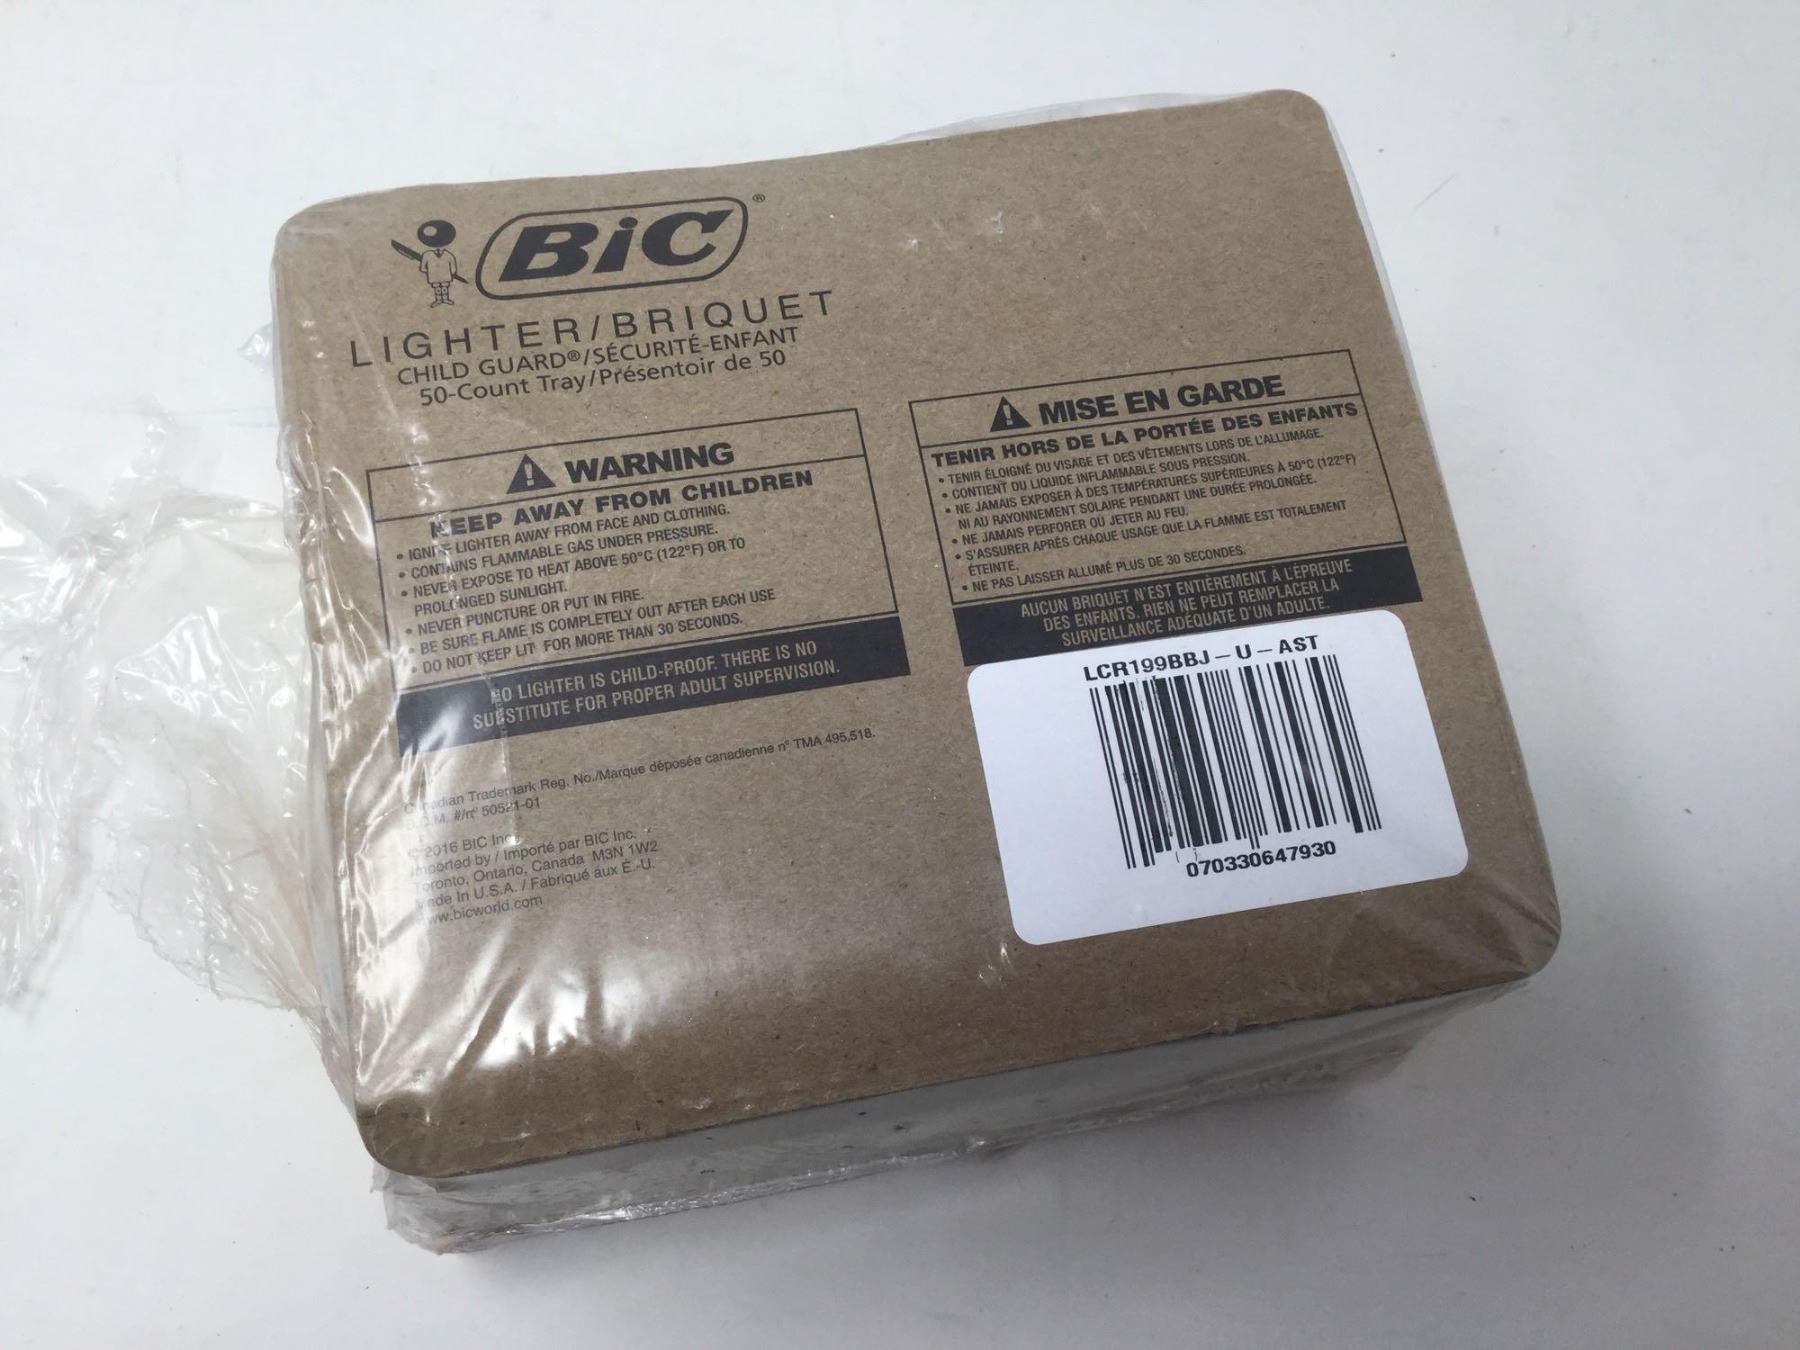 BiC®
LIGHTER/BRIQUET
CHILD GUARD®/SÉCURITÉ-ENFANT
50-Count Tray/Présentoir de 50
WARNING
KEEP AWAY FROM CHILDREN
• IGNITE LIGHTER AWAY FROM FACE AND CLOTHING.
• CONTAINS FLAMMABLE GAS UNDER PRESSURE.
• NEVER EXPOSE TO HEAT ABOVE 50°C (122°F) OR TO
PROLONGED SUNLIGHT.
• NEVER PUNCTURE OR PUT IN FIRE.
• BE SURE FLAME IS COMPLETELY OUT AFTER EACH USE
• DO NOT KEEP LIT FOR MORE THAN 30 SECONDS.
NO LIGHTER IS CHILD-PROOF. THERE IS NO
SUBSTITUTE FOR PROPER ADULT SUPERVISION.
MISE EN GARDE
TENIR HORS DE LA PORTÉE DES ENFANTS
• TENIR ÉLOIGNÉ DU VISAGE ET DES VÊTEMENTS LORS DE L'ALLUMAGE.
• CONTIENT DU LIQUIDE INFLAMMABLE SOUS PRESSION.
• NE JAMAIS EXPOSER À DES TEMPÉRATURES SUPÉRIEURES À 50°C (122°F)
NI AU RAYONNEMENT SOLAIRE PENDANT UNE DURÉE PROLONGÉE.
• NE JAMAIS PERFORER OU JETER AU FEU.
• S'ASSURER APRÈS CHAQUE USAGE QUE LA FLAMME EST TOTALEMENT
ÉTEINTE.
• NE PAS LAISSER ALLUMÉ PLUS DE 30 SECONDES.
AUCUN BRIQUET N'EST ENTIÈREMENT À L'ÉPREUVE
DES ENFANTS. RIEN NE PEUT REMPLACER LA
SURVEILLANCE ADEQUATE D'UN ADULTE.
LCR199BBJ – U – AST
070330647930
Canadian Trademark Reg. No./Marque déposée canadienne nº TMA 495,518.
B.O.M. #/nº 50521-01
© 2016 BIC Inc.
Imported by / Importé par BIC Inc.
Toronto, Ontario, Canada M3N 1W2
Made In U.S.A. / Fabriqué aux É.-U.
www.bicworld.com